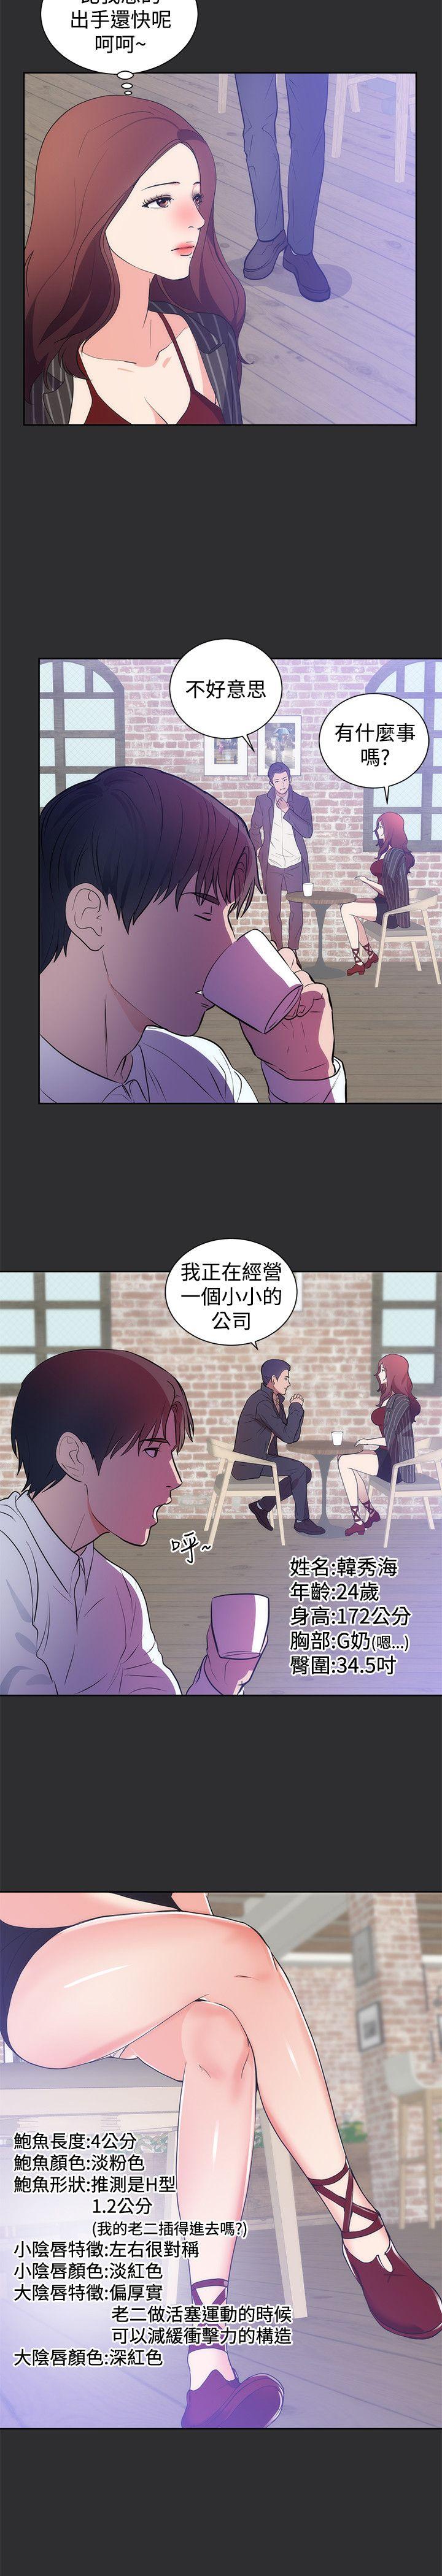 出手還快呢
呵呵~
不好意思
有什麼事
嗎?
我正在經營
一個小小的
公司
呼~
姓名:韓秀海
年齡:24歲
身高:172公分
胸部:G奶(嗯...)
臀圍:34.5吋
鮑魚長度:4公分
鮑魚顏色:淡粉色
鮑魚形狀:推測是H型
1.2公分
(我的老二插得進去嗎?)
小陰唇特徵:左右很對稱
小陰唇顏色:淡紅色
大陰唇特徵:偏厚實
老二做活塞運動的時候
可以減緩衝擊力的構造
大陰唇顏色:深紅色